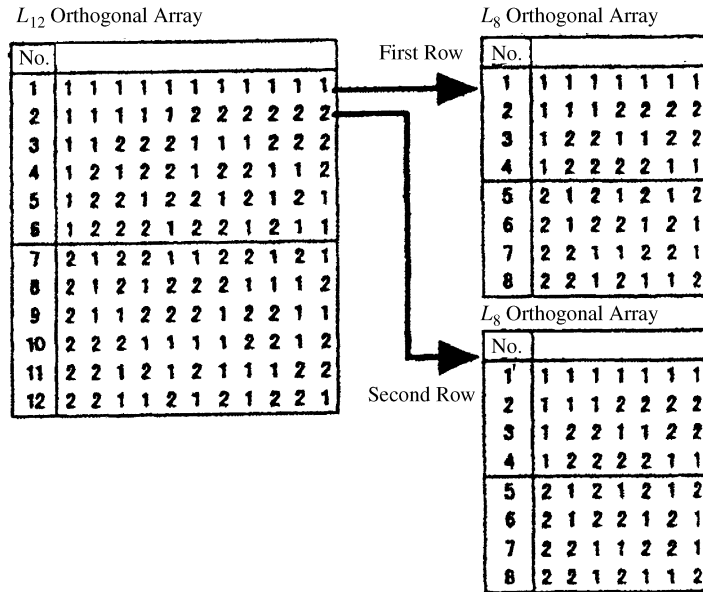 L12 Orthogonal Array
No.
1 1 1 1 1 1 1 1 1 1 1 1
2 1 1 1 1 1 2 2 2 2 2 2
3 1 1 2 2 2 1 1 1 2 2 2
4 1 2 1 2 2 1 2 2 1 1 2
5 1 2 2 1 2 2 1 2 1 2 1
6 1 2 2 2 1 2 2 1 2 1 1
7 2 1 2 2 1 1 2 2 1 2 1
8 2 1 2 1 2 2 2 1 1 1 2
9 2 1 1 2 2 2 1 2 2 1 1
10 2 2 2 1 1 1 1 2 2 1 2
11 2 2 1 2 1 2 1 1 1 2 2
12 2 2 1 1 2 1 2 1 2 2 1
First Row
Second Row
L8 Orthogonal Array
No.
1 1 1 1 1 1 1 1
2 1 1 1 2 2 2 2
3 1 2 2 1 1 2 2
4 1 2 2 2 2 1 1
5 2 1 2 1 2 1 2
6 2 1 2 2 1 2 1
7 2 2 1 1 2 2 1
8 2 2 1 2 1 1 2
L8 Orthogonal Array
No.
1' 1 1 1 1 1 1 1
2 1 1 1 2 2 2 2
3 1 2 2 1 1 2 2
4 1 2 2 2 2 1 1
5 2 1 2 1 2 1 2
6 2 1 2 2 1 2 1
7 2 2 1 1 2 2 1
8 2 2 1 2 1 1 2